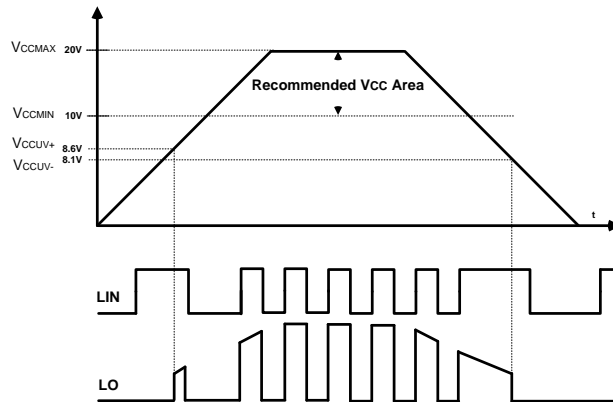 VCCMAX 20V
Recommended Vcc Area
VCCMIN 10V
VCCUV+ 8.6V
VCCUV- 8.1V
t
LIN
LO